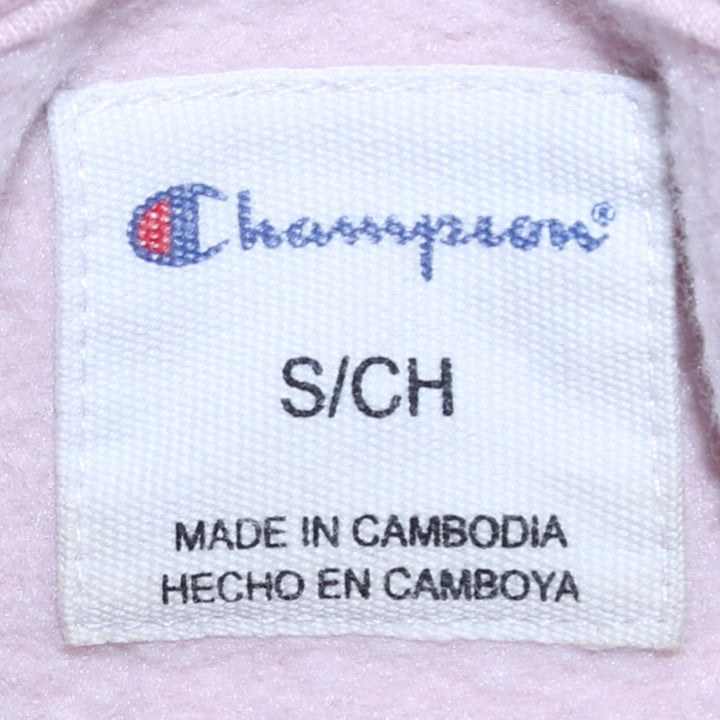 Champion®
S/CH
MADE IN CAMBODIA
HECHO EN CAMBOYA